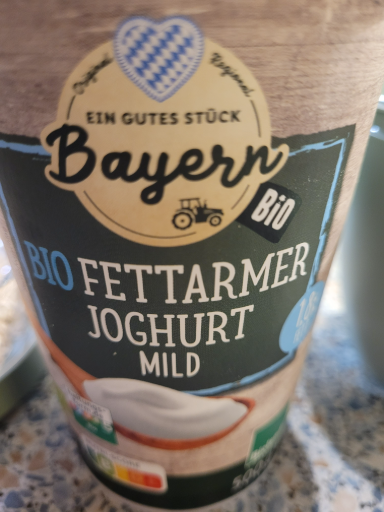 Original Regional
EIN GUTES STÜCK
Bayern
BIO
BIO FETTARMER
JOGHURT
MILD